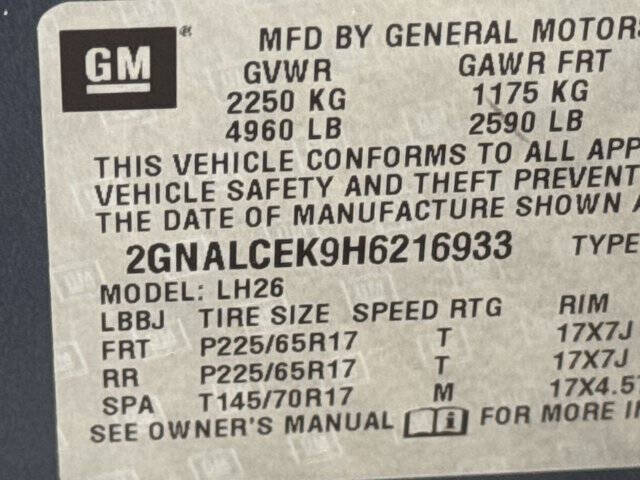 GM
®
MFD BY GENERAL MOTORS
GVWR GAWR FRT
2250 KG 1175 KG
4960 LB 2590 LB
THIS VEHICLE CONFORMS TO ALL APP
VEHICLE SAFETY AND THEFT PREVENT
THE DATE OF MANUFACTURE SHOWN A
2GNALCEK9H6216933 TYPE
MODEL: LH26
LBBJ TIRE SIZE SPEED RTG RIM
FRT P225/65R17 T 17X7J
RR P225/65R17 T 17X7J
SPA T145/70R17 M 17X4.5T
SEE OWNER'S MANUAL i FOR MORE IN